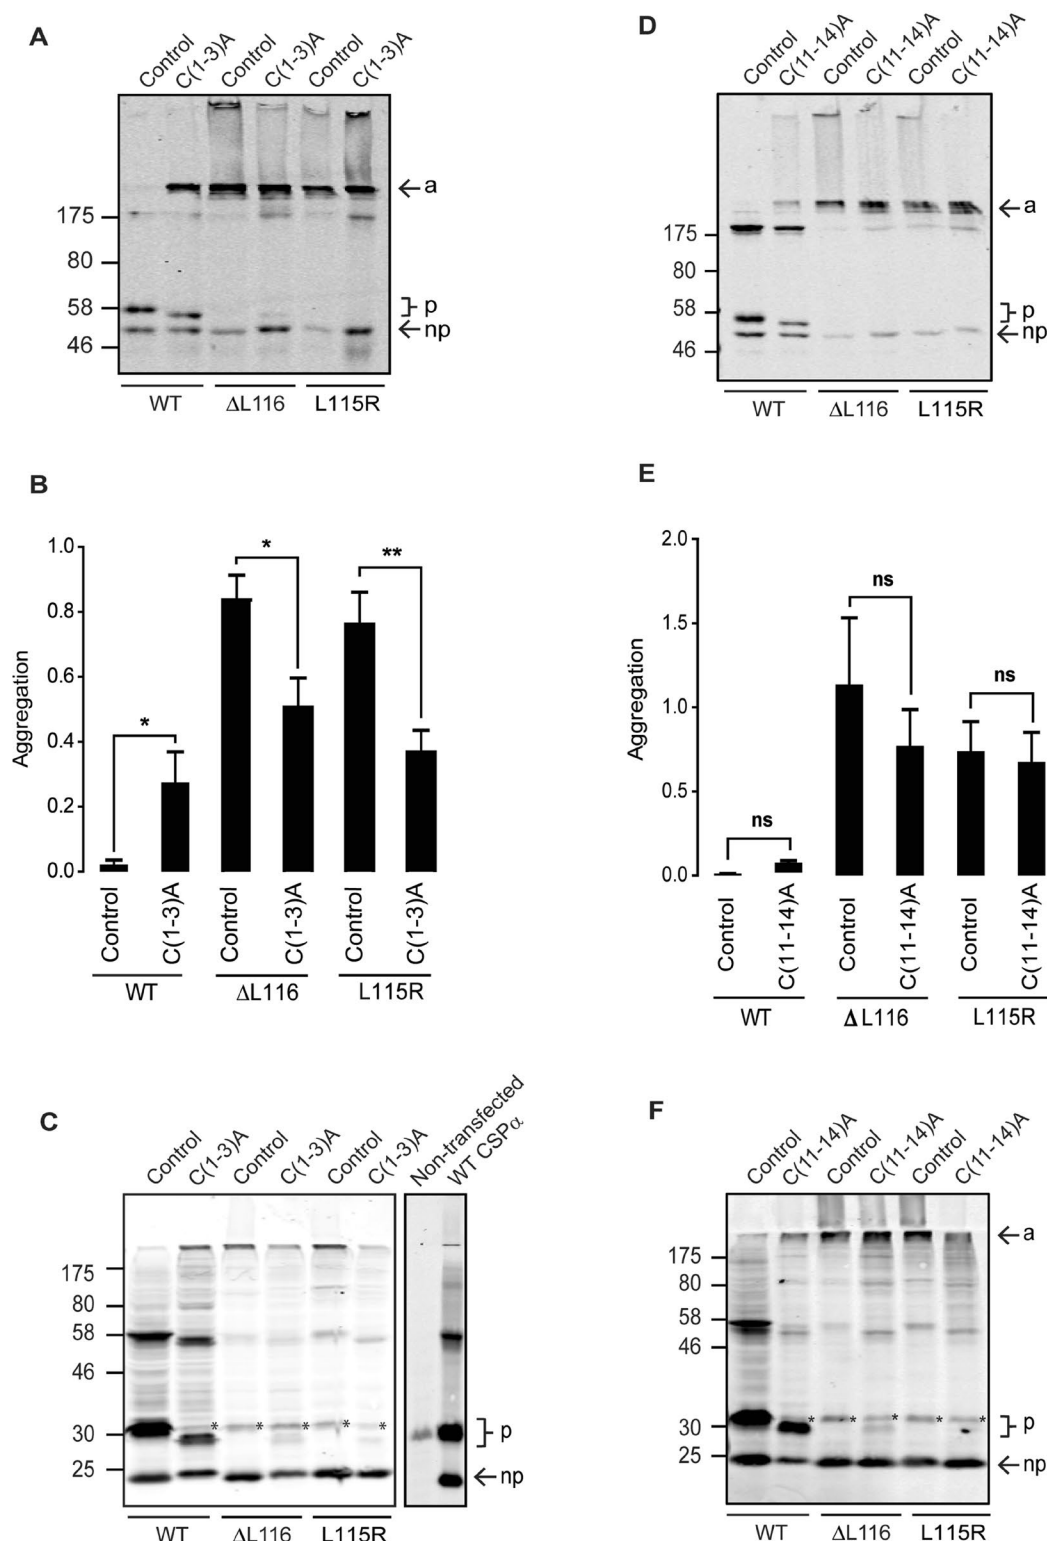 A
Control
C(1-3)A
Control
C(1-3)A
Control
C(1-3)A
175
80
58
46
a
p
np
WT
ΔL116
L115R
B
Aggregation
1.0
0.8
0.6
0.4
0.2
0.0
*
*
**
Control
C(1-3)A
Control
C(1-3)A
Control
C(1-3)A
WT
ΔL116
L115R
C
Control
C(1-3)A
Control
C(1-3)A
Control
C(1-3)A
Non-transfected
WT CSPα
175
80
58
46
30
25
*
*
*
*
*
p
np
WT
ΔL116
L115R
D
Control
C(11-14)A
Control
C(11-14)A
Control
C(11-14)A
175
80
58
46
a
p
np
WT
ΔL116
L115R
E
Aggregation
2.0
1.5
1.0
0.5
0.0
ns
ns
ns
Control
C(11-14)A
Control
C(11-14)A
Control
C(11-14)A
WT
Δ L116
L115R
F
Control
C(11-14)A
Control
C(11-14)A
Control
C(11-14)A
175
80
58
46
30
25
*
*
*
*
*
a
p
np
WT
ΔL116
L115R